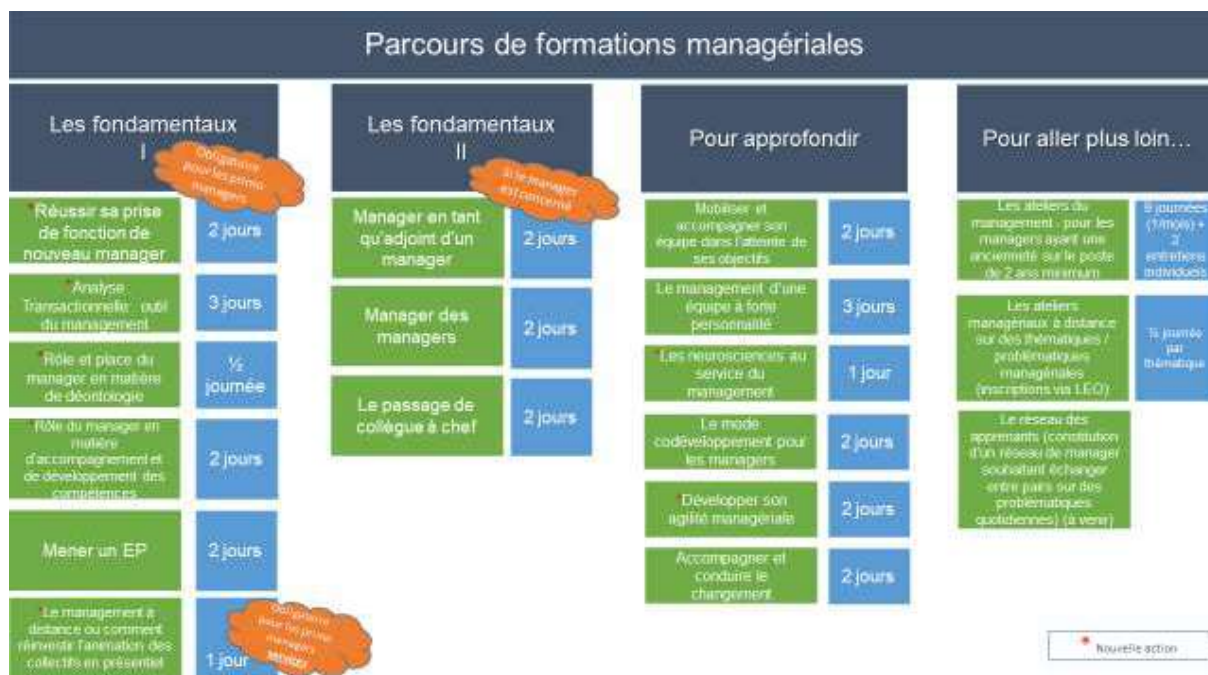 Parcours de formations managériales
Les fondamentaux
I
Obligatoire
pour les primo
managers
*Réussir sa prise
de fonction de
nouveau manager
2 jours
*Analyse
Transactionnelle : outil
du management
3 jours
*Rôle et place du
manager en matière
de déontologie
½
journée
*Rôle du manager en
matière
d'accompagnement et
de développement des
compétences
2 jours
Mener un EP
2 jours
*Le management à
distance ou comment
réinvestir l'animation des
collectifs en présentiel
1 jour
Obligatoire
pour les primo
managers
Les fondamentaux
II
Si le manager
est concerné
Manager en tant
qu'adjoint d'un
manager
2 jours
Manager des
managers
2 jours
Le passage de
collègue à chef
2 jours
Pour approfondir
Mobiliser et
accompagner son
équipe dans l'atteinte de
ses objectifs
2 jours
Le management d'une
équipe à forte
personnalité
3 jours
*Les neurosciences au
service du
management
1 jour
Le mode
codéveloppement pour
les managers
2 jours
*Développer son
agilité managériale
2 jours
Accompagner et
conduire le
changement
2 jours
Pour aller plus loin…
Les ateliers du
management - pour les
managers ayant une
ancienneté sur le poste
de 2 ans minimum
journées
(1/mois) +
2
entretiens
individuels
Les ateliers
managériaux à distance
sur des thématiques /
problématiques
managériales
(inscriptions via LEO)
½ journée
par
thématique
Le réseau des
apprenants (constitution
d'un réseau de manager
souhaitant échanger
entre pairs sur des
problématiques
quotidiennes) (à venir)
* Nouvelle action